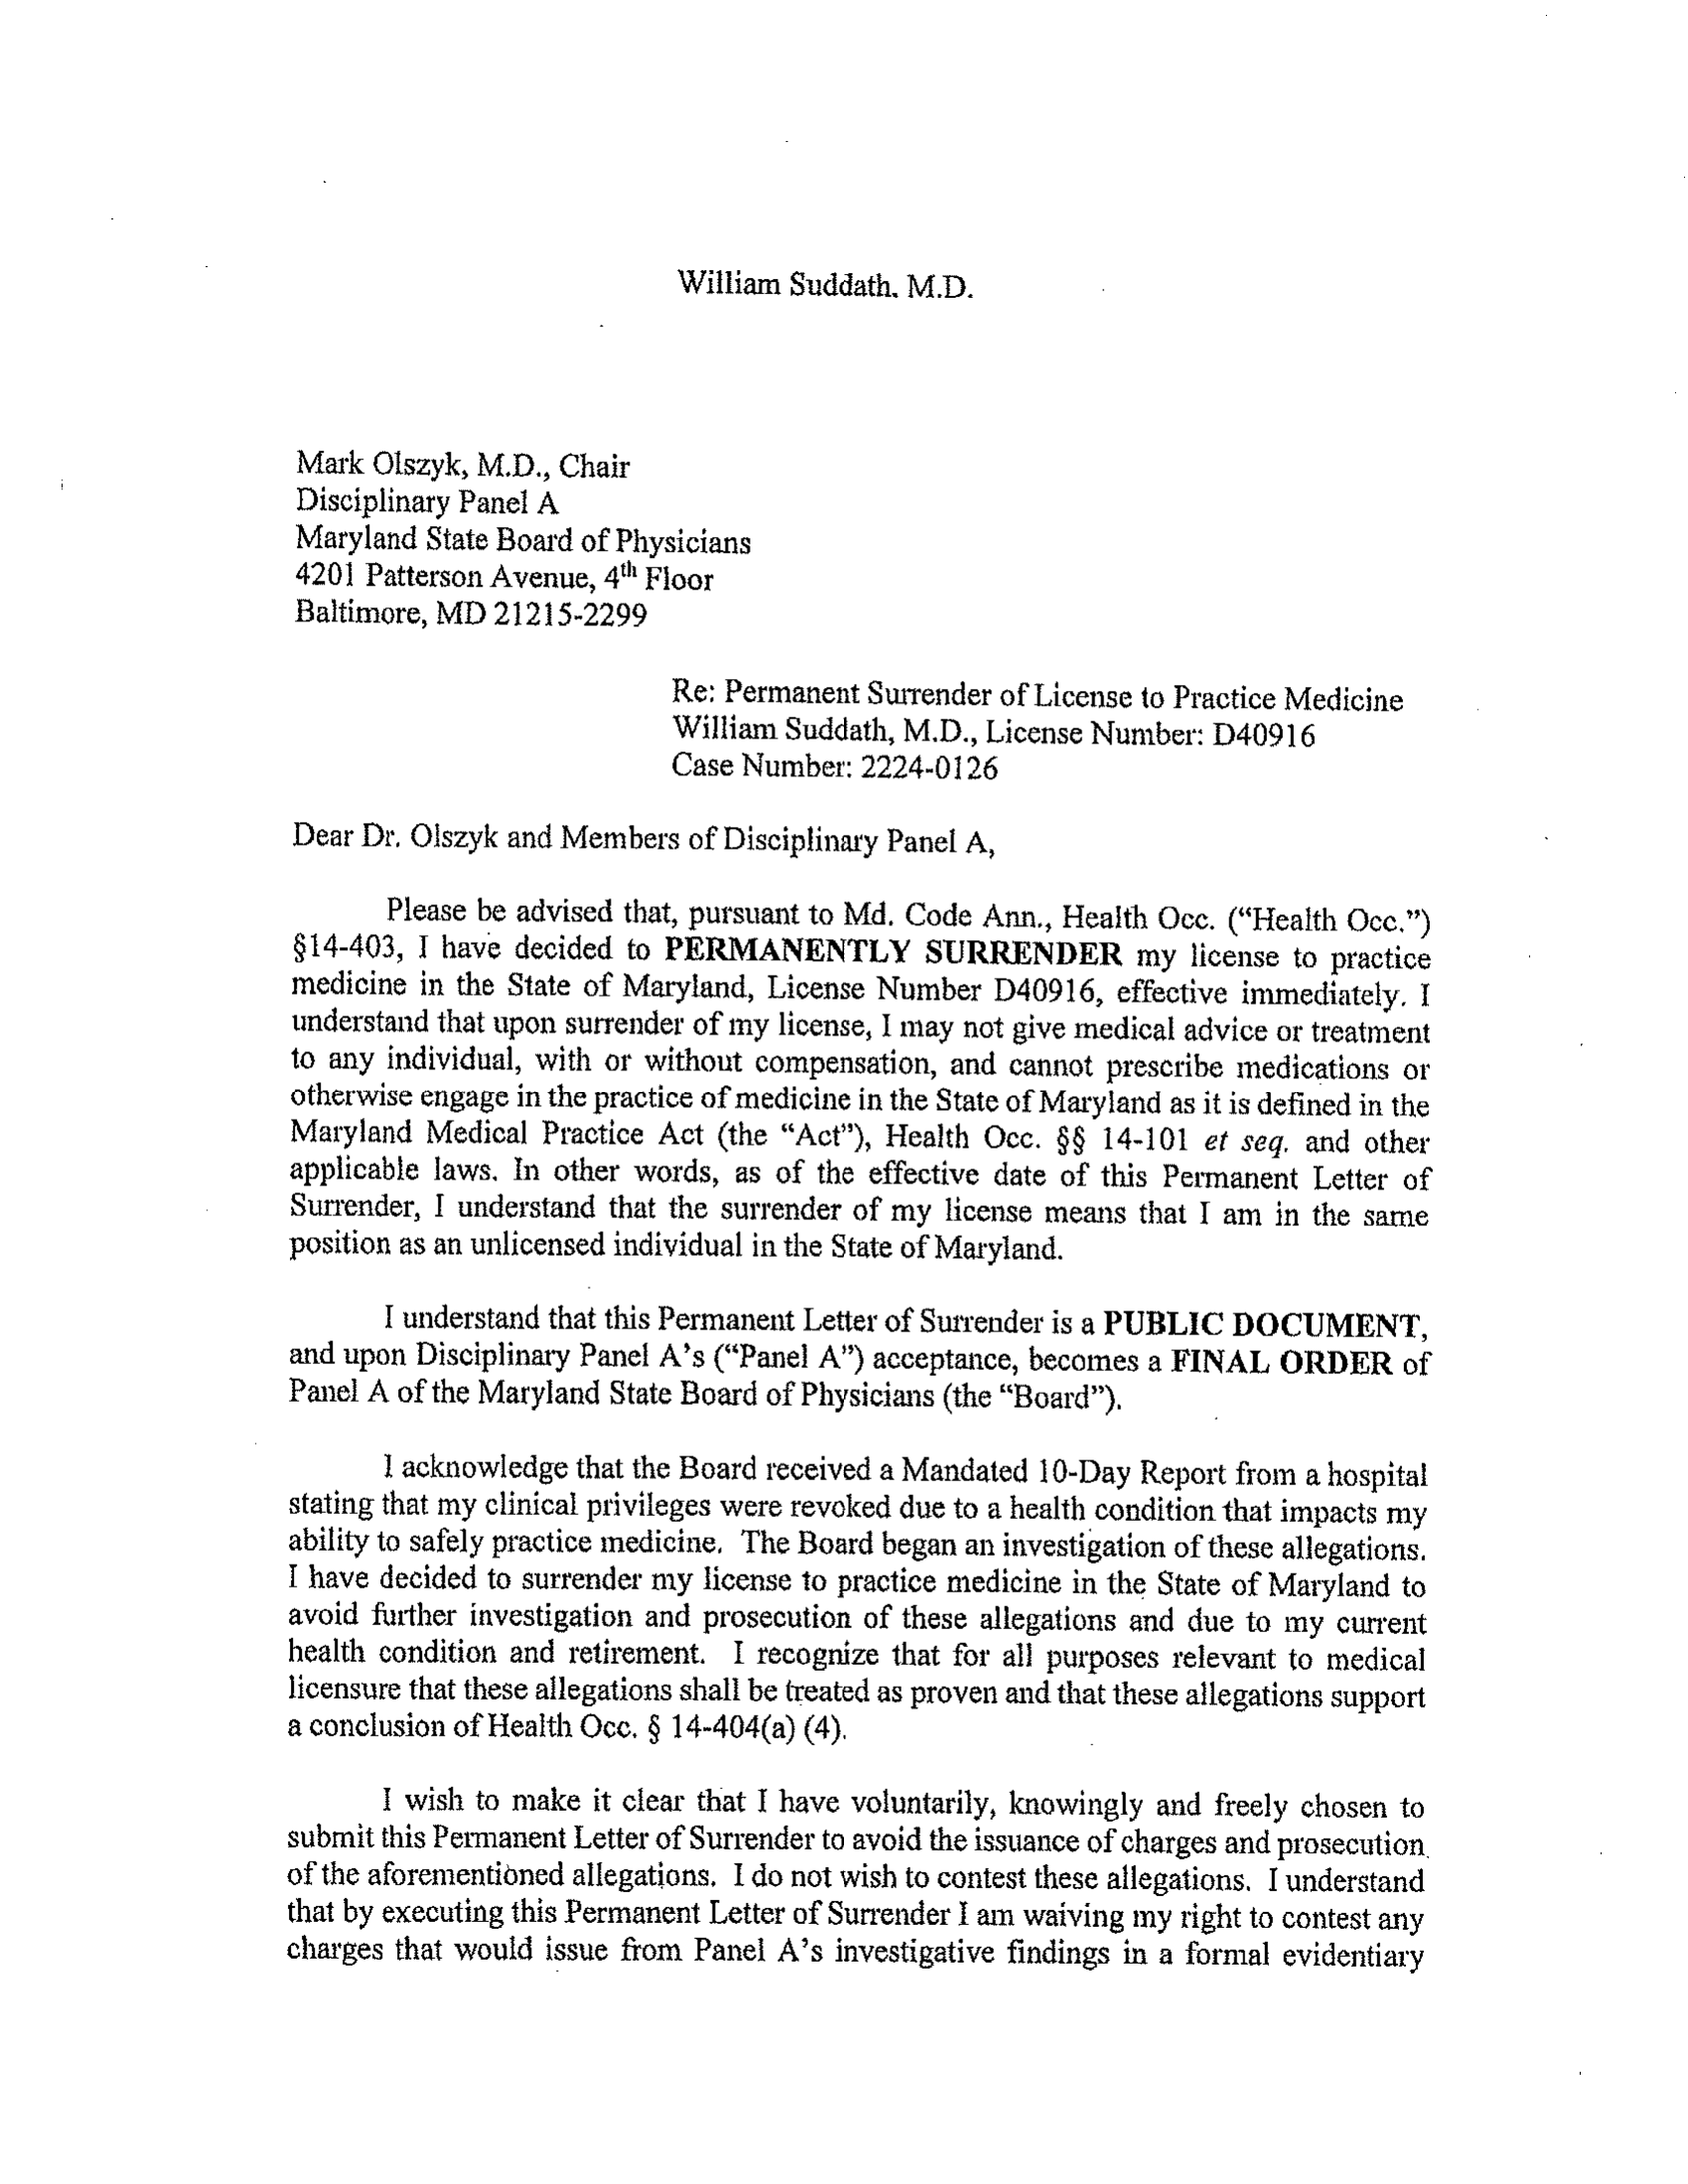 William Suddath, M.D.
Mark Olszyk, M.D., Chair
Disciplinary Panel A
Maryland State Board of Physicians
4201 Patterson Avenue, 4th Floor
Baltimore, MD 21215-2299
Re: Permanent Surrender of License to Practice Medicine
William Suddath, M.D., License Number: D40916
Case Number: 2224-0126
Dear Dr. Olszyk and Members of Disciplinary Panel A,
Please be advised that, pursuant to Md. Code Ann., Health Occ. (“Health Occ.”)
§14-403, I have decided to PERMANENTLY SURRENDER my license to practice
medicine in the State of Maryland, License Number D40916, effective immediately. I
understand that upon surrender of my license, I may not give medical advice or treatment
to any individual, with or without compensation, and cannot prescribe medications or
otherwise engage in the practice of medicine in the State of Maryland as it is defined in the
Maryland Medical Practice Act (the “Act”), Health Occ. §§ 14-101 et seq. and other
applicable laws. In other words, as of the effective date of this Permanent Letter of
Surrender, I understand that the surrender of my license means that I am in the same
position as an unlicensed individual in the State of Maryland.
I understand that this Permanent Letter of Surrender is a PUBLIC DOCUMENT,
and upon Disciplinary Panel A’s (“Panel A”) acceptance, becomes a FINAL ORDER of
Panel A of the Maryland State Board of Physicians (the “Board”).
I acknowledge that the Board received a Mandated 10-Day Report from a hospital
stating that my clinical privileges were revoked due to a health condition that impacts my
ability to safely practice medicine. The Board began an investigation of these allegations.
I have decided to surrender my license to practice medicine in the State of Maryland to
avoid further investigation and prosecution of these allegations and due to my current
health condition and retirement. I recognize that for all purposes relevant to medical
licensure that these allegations shall be treated as proven and that these allegations support
a conclusion of Health Occ. § 14-404(a) (4).
I wish to make it clear that I have voluntarily, knowingly and freely chosen to
submit this Permanent Letter of Surrender to avoid the issuance of charges and prosecution
of the aforementioned allegations. I do not wish to contest these allegations. I understand
that by executing this Permanent Letter of Surrender I am waiving my right to contest any
charges that would issue from Panel A’s investigative findings in a formal evidentiary